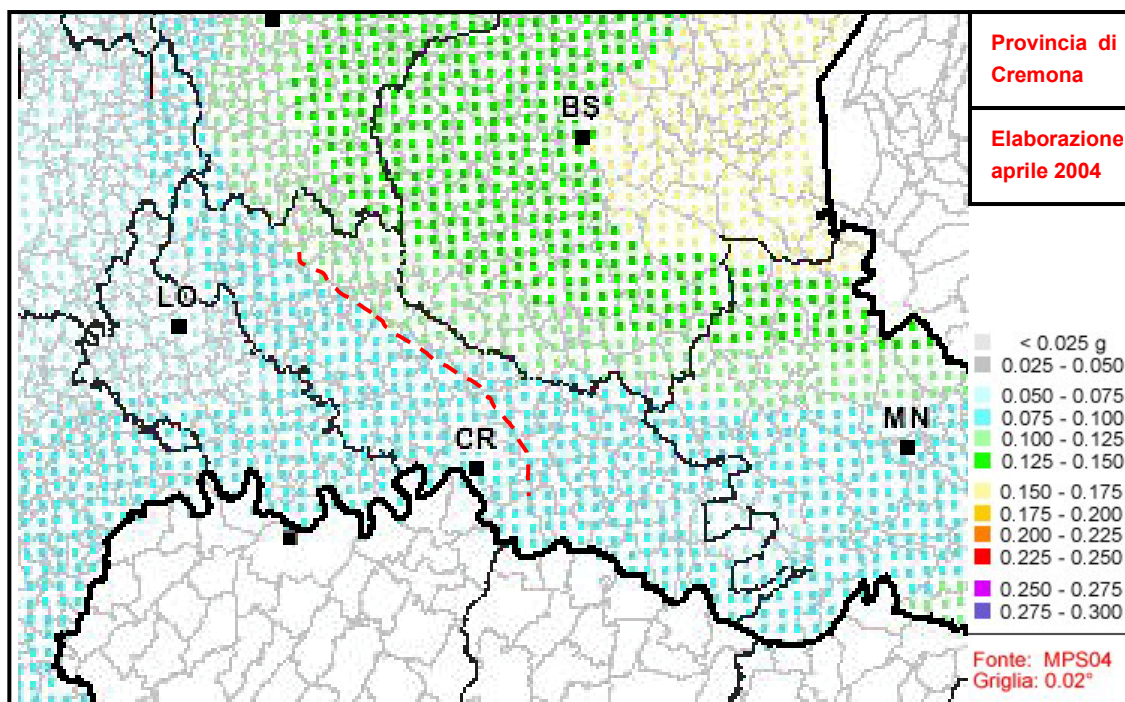 Provincia di
Cremona
Elaborazione
aprile 2004
BS
LO
CR
MN
< 0.025 g
0.025 - 0.050
0.050 - 0.075
0.075 - 0.100
0.100 - 0.125
0.125 - 0.150
0.150 - 0.175
0.175 - 0.200
0.200 - 0.225
0.225 - 0.250
0.250 - 0.275
0.275 - 0.300
Fonte: MPS04
Griglia: 0.02°